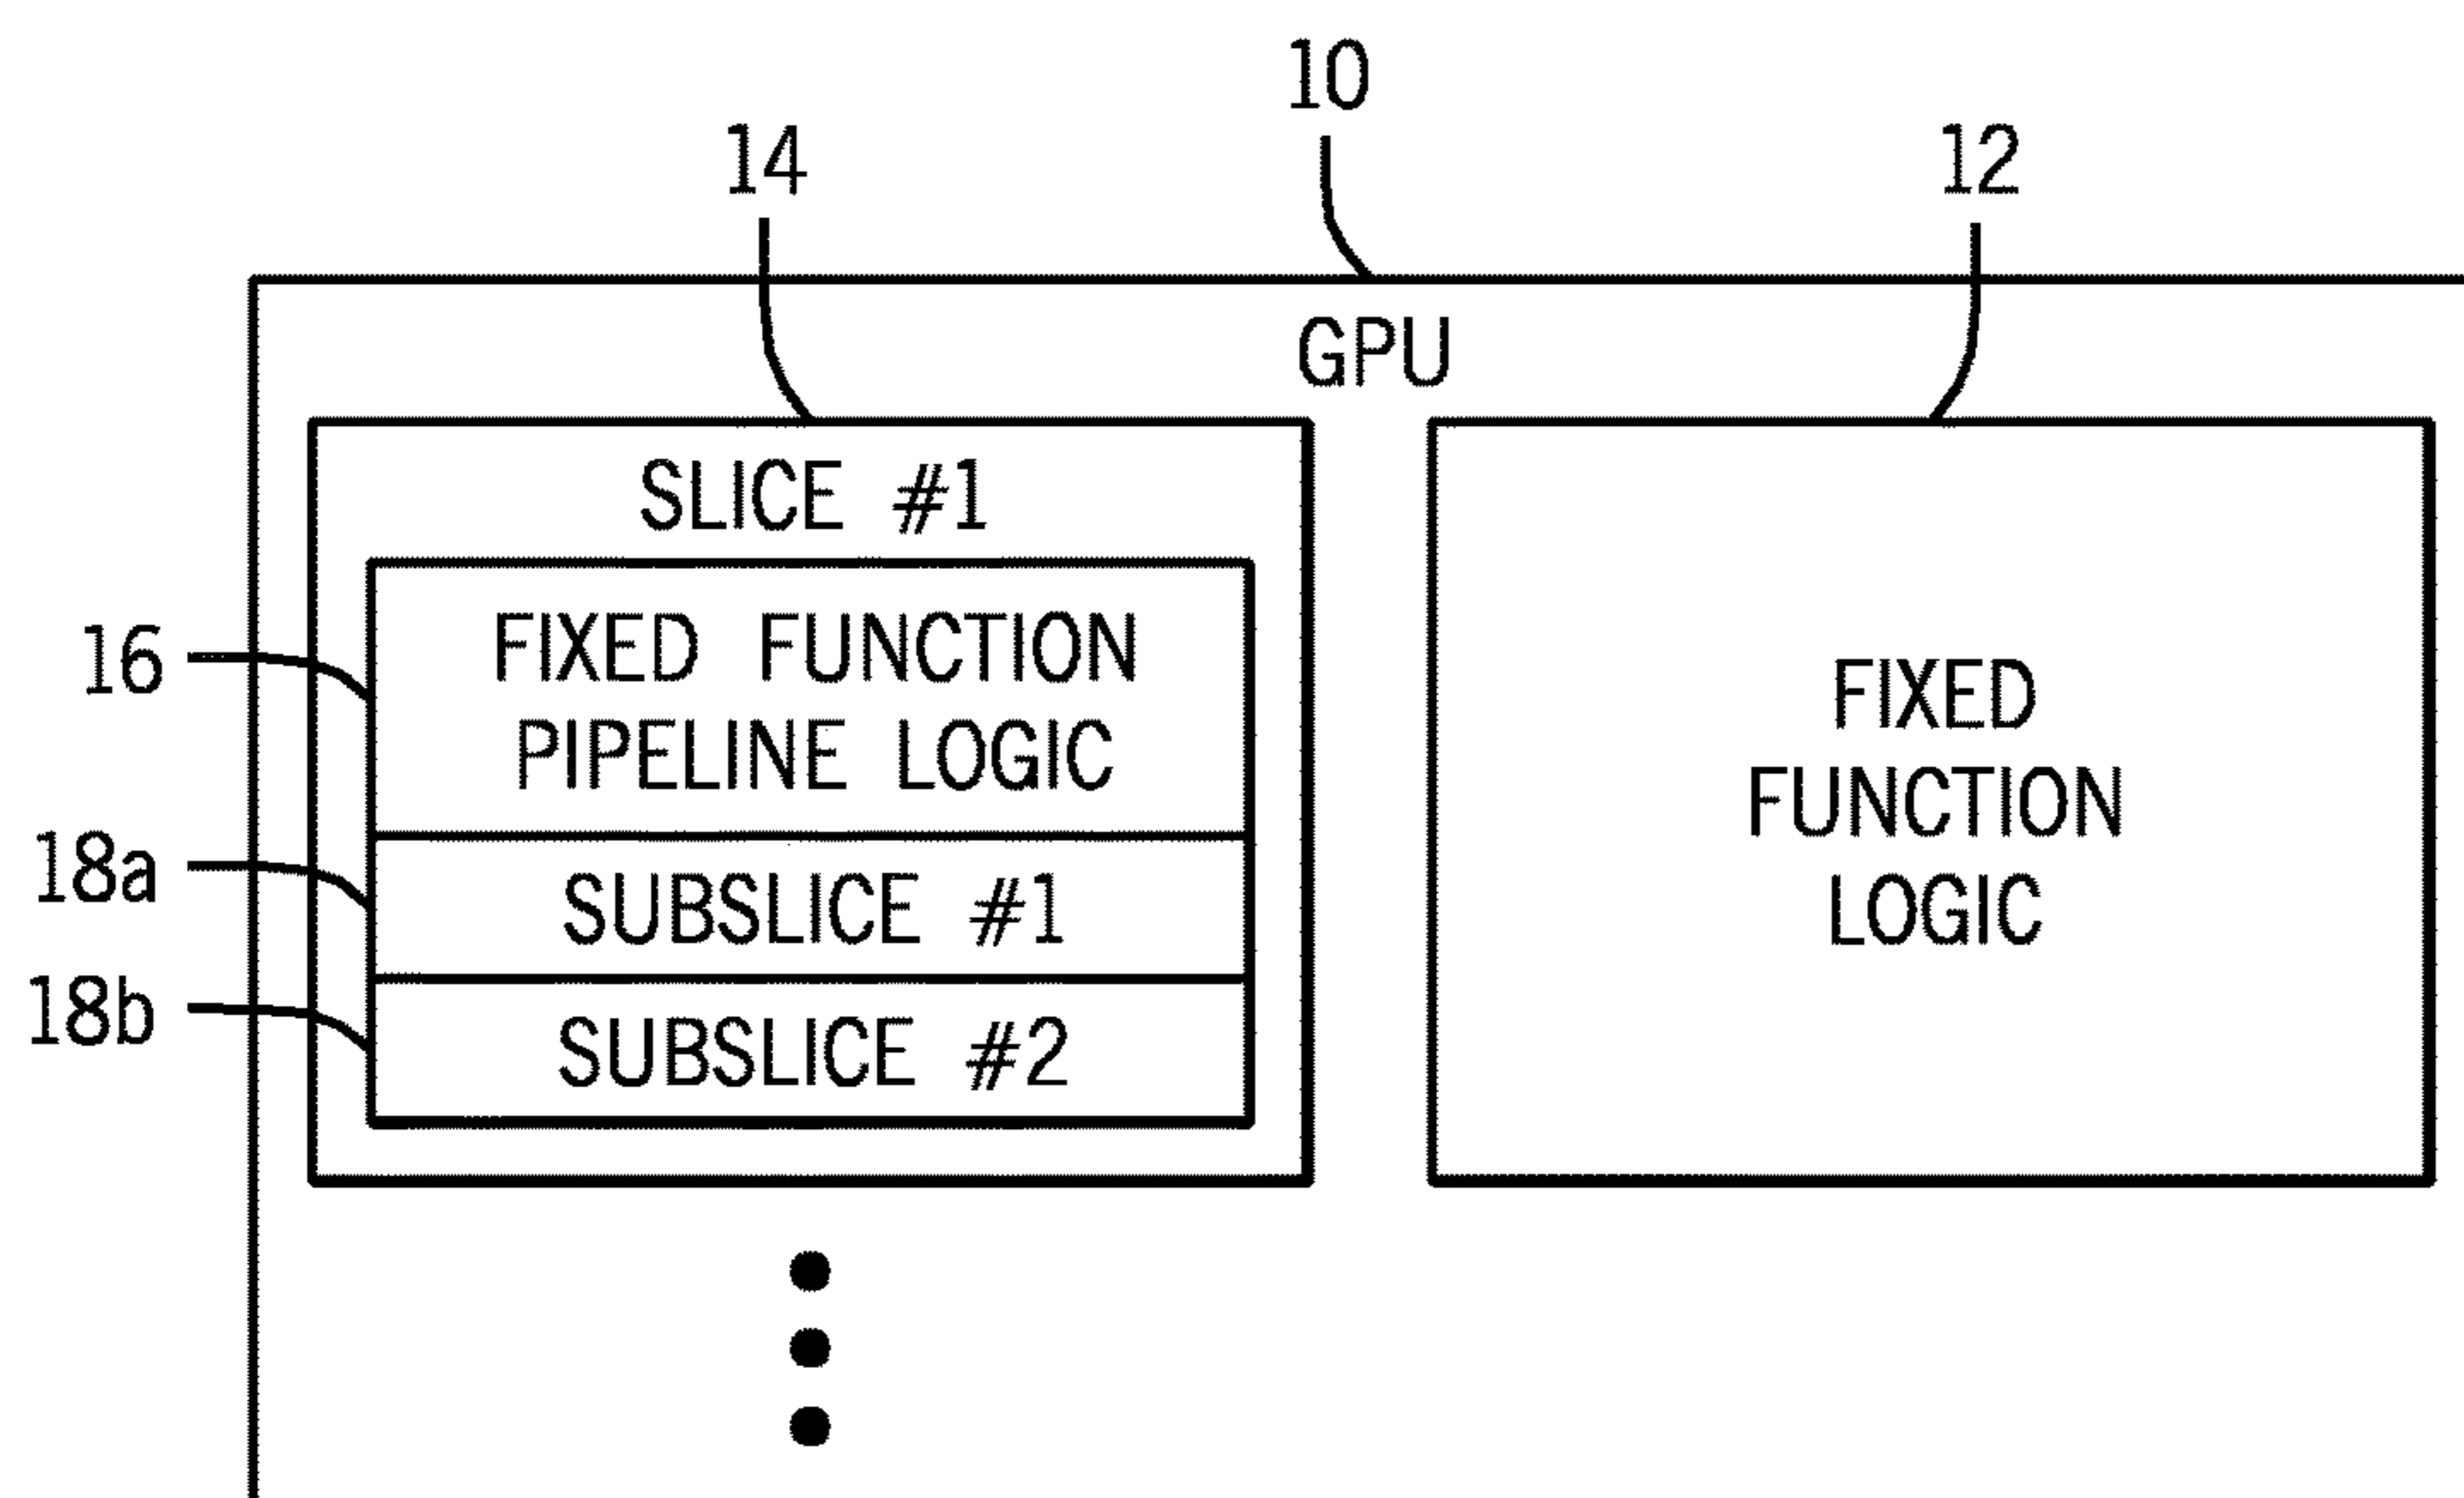 10
14
12
GPU
SLICE #1
16
FIXED FUNCTION
PIPELINE LOGIC
18a
SUBSLICE #1
18b
SUBSLICE #2
FIXED
FUNCTION
LOGIC